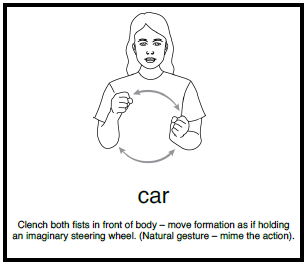 car
Clench both fists in front of body – move formation as if holding
an imaginary steering wheel. (Natural gesture – mime the action).